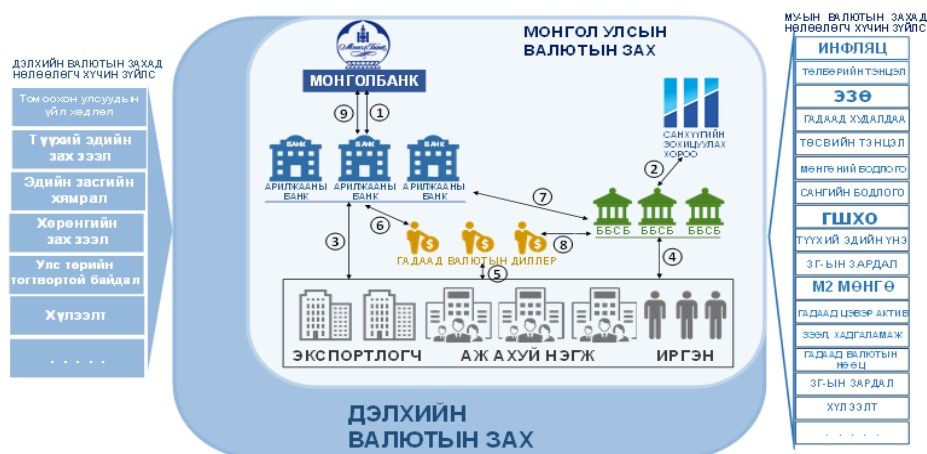 ДЭЛХИЙН ВАЛЮТЫН ЗАХАД
НӨЛӨӨЛӨГЧ ХҮЧИН ЗҮЙЛС
Том оохон улсуудын
үйл хөдлөл
Түүхий эдийн
зах зээл
Эдийн засгийн
хямрал
Хөрөнгийн
зах зээл
Улс төрийн
тогтвортой байдал
Хүлээлт
. . . . .
МОНГОЛ УЛСЫН
ВАЛЮТЫН ЗАХ
МонголБанк
МОНГОЛБАНК
9
1
БАНК
БАНК
БАНК
АРИЛЖААНЫ
БАНК
АРИЛЖААНЫ
БАНК
АРИЛЖААНЫ
БАНК
САНХҮҮГИЙН
ЗОХИЦУУЛАХ
ХОРОО
2
7
ББСБ
ББСБ
ББСБ
3
6
8
4
ГАДААД ВАЛЮТЫН ДИЛЛЕР
5
ЭКСПОРТЛОГЧ
АЖ АХУЙ НЭГЖ
ИРГЭН
ДЭЛХИЙН
ВАЛЮТЫН ЗАХ
МУ-ЫН ВАЛЮТЫН ЗАХАД
НӨЛӨӨЛӨГЧ ХҮЧИН ЗҮЙЛС
ИНФЛЯЦ
ТӨЛБӨРИЙН ТЭНЦЭЛ
ЭЗӨ
ГАДААД ХУДАЛДАА
ТӨСВИЙН ТЭНЦЭЛ
МӨНГӨНИЙ БОДЛОГО
САНГИЙН БОДЛОГО
ГШХО
ТҮҮХИЙ ЭДИЙН ҮНЭ
ЗГ-ЫН ЗАРДАЛ
М2 МӨНГӨ
ГАДААД ЦЭВЭР АКТИВ
ЗЭЭЛ, ХАДГАЛАМЖ
ГАДААД ВАЛЮТЫН
НӨӨЦ
ЗГ-ЫН ЗАРДАЛ
ХҮЛЭЭЛТ
. . . . .